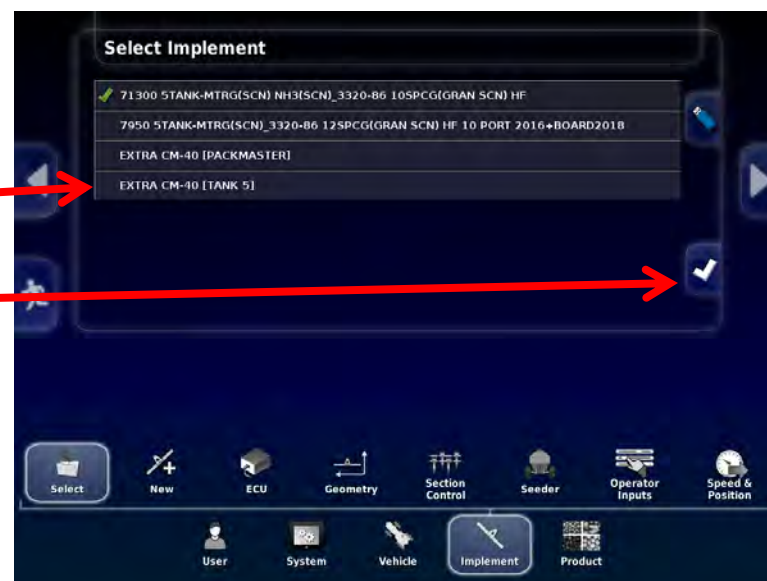 Select Implement
71300 5TANK-MTRG(SCN) NH3(SCN)_3320-86 10SPCG(GRAN SCN) HF
7950 5TANK-MTRG(SCN)_3320-86 12SPCG(GRAN SCN) HF 10 PORT 2016+BOARD2018
EXTRA CM-40 [PACKMASTER]
EXTRA CM-40 [TANK 5]
Select
New
ECU
Geometry
Section Control
Seeder
Operator Inputs
Speed & Position
User
System
Vehicle
Implement
Product